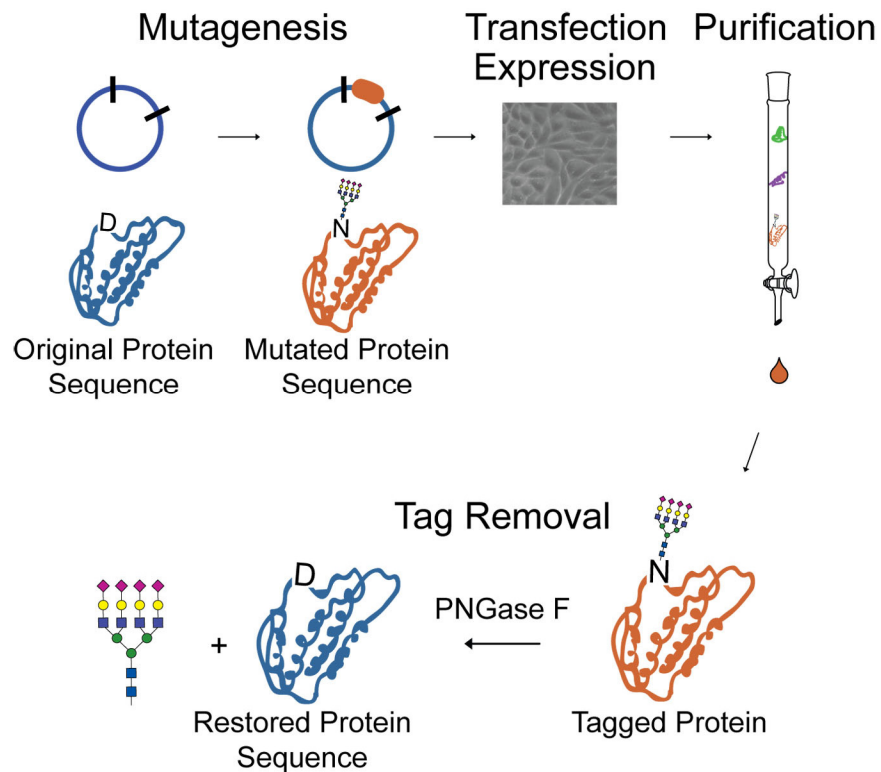 Mutagenesis
Transfection
Expression
Purification
D
N
Original Protein
Sequence
Mutated Protein
Sequence
Tag Removal
N
D
PNGase F
+
Restored Protein
Sequence
Tagged Protein